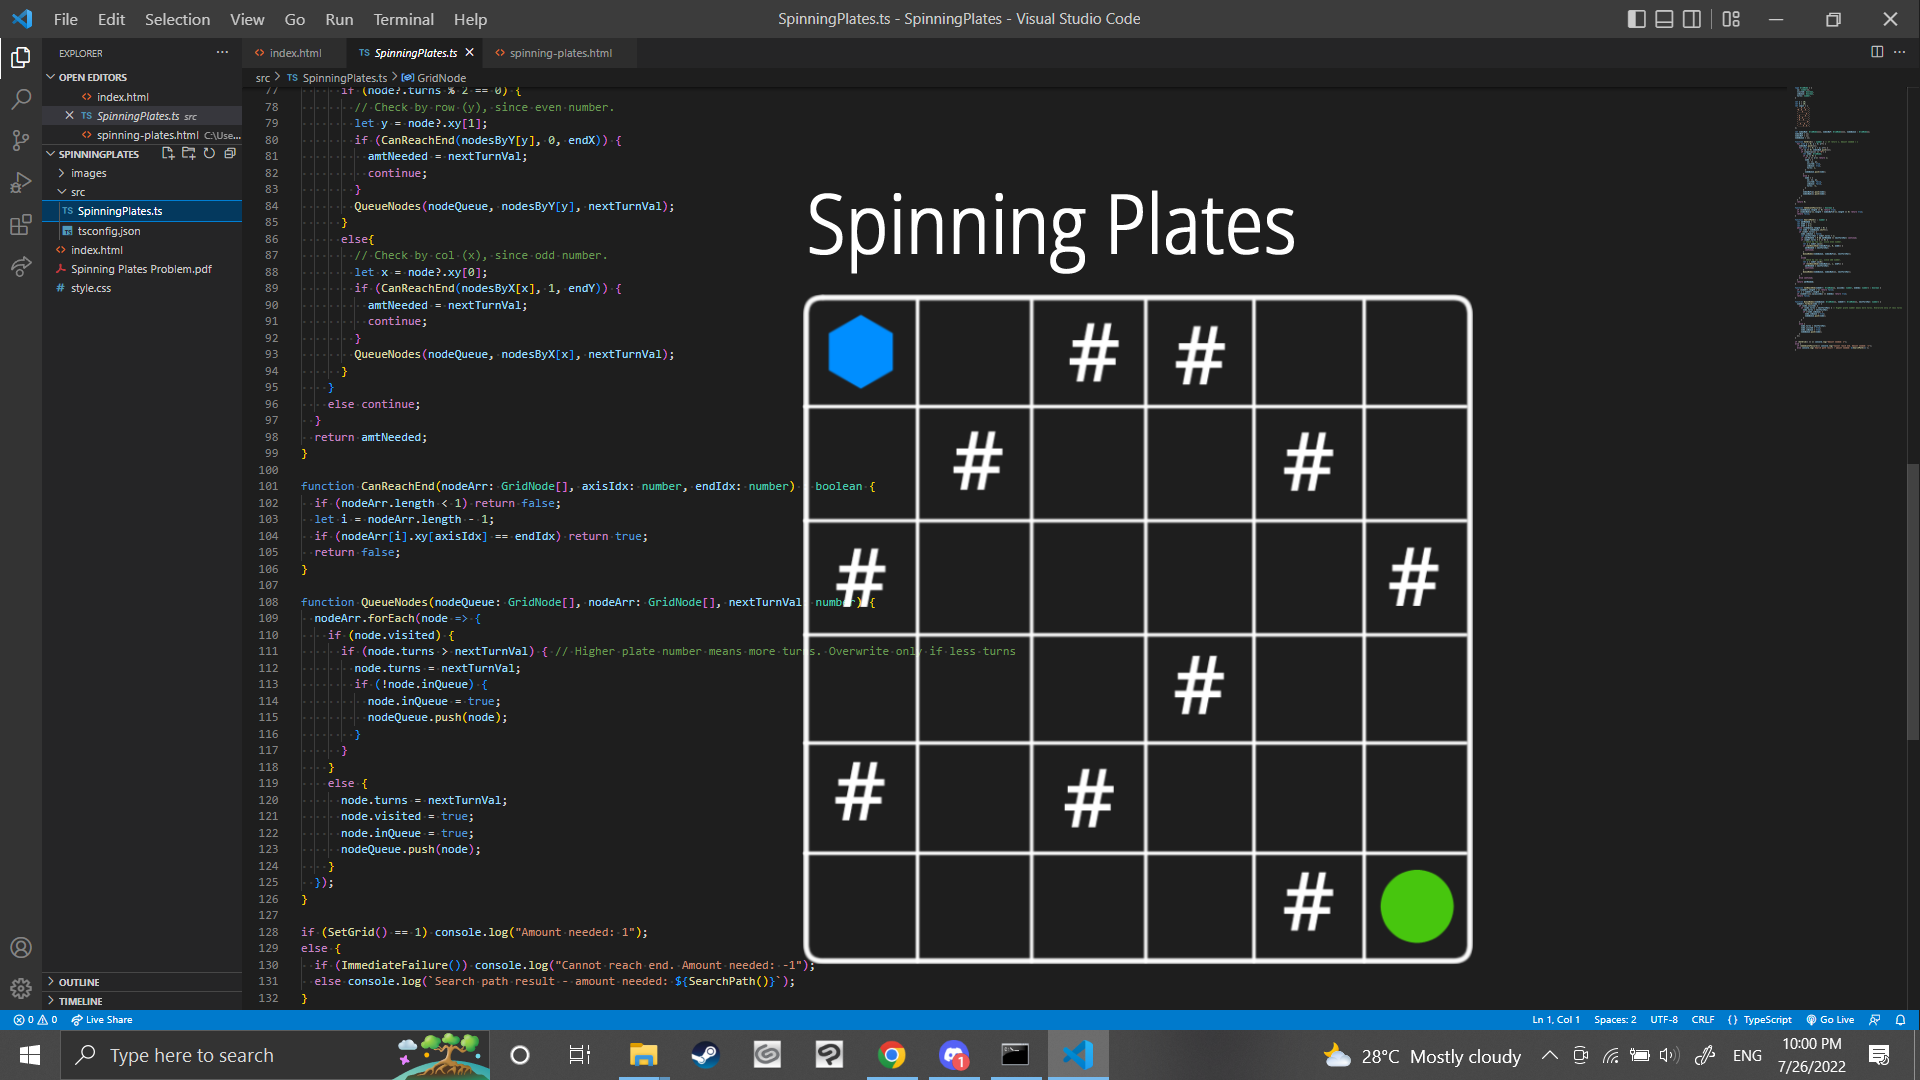 File Edit Selection View Go Run Terminal Help
SpinningPlates.ts - SpinningPlates - Visual Studio Code
EXPLORER
OPEN EDITORS
index.html
SpinningPlates.ts src
spinning-plates.html C:\Use...
SPINNINGPLATES
images
src
TS SpinningPlates.ts
tsconfig.json
index.html
Spinning Plates Problem.pdf
# style.css
OUTLINE
TIMELINE
index.html
TS SpinningPlates.ts
spinning-plates.html
src > TS SpinningPlates.ts > GridNode
77 if (node?.turns % 2 == 0) {
78 // Check by row (y), since even number.
79 let y = node?.xy[1];
80 if (CanReachEnd(nodesByY[y], 0, endX)) {
81 amtNeeded = nextTurnVal;
82 continue;
83 }
84 QueueNodes(nodeQueue, nodesByY[y], nextTurnVal);
85 }
86 else{
87 // Check by col (x), since odd number.
88 let x = node?.xy[0];
89 if (CanReachEnd(nodesByX[x], 1, endY)) {
90 amtNeeded = nextTurnVal;
91 continue;
92 }
93 QueueNodes(nodeQueue, nodesByX[x], nextTurnVal);
94 }
95 }
96 else continue;
97 }
98 return amtNeeded;
99 }
100
101 function CanReachEnd(nodeArr: GridNode[], axisIdx: number, endIdx: number) boolean {
102 if (nodeArr.length < 1) return false;
103 let i = nodeArr.length - 1;
104 if (nodeArr[i].xy[axisIdx] == endIdx) return true;
105 return false;
106 }
107
108 function QueueNodes(nodeQueue: GridNode[], nodeArr: GridNode[], nextTurnVal number) {
109 nodeArr.forEach(node => {
110 if (node.visited) {
111 if (node.turns > nextTurnVal) { // Higher plate number means more turns. Overwrite only if less turns
112 node.turns = nextTurnVal;
113 if (!node.inQueue) {
114 node.inQueue = true;
115 nodeQueue.push(node);
116 }
117 }
118 }
119 else {
120 node.turns = nextTurnVal;
121 node.visited = true;
122 node.inQueue = true;
123 nodeQueue.push(node);
124 }
125 });
126 }
127
128 if (SetGrid() == 1) console.log("Amount needed: 1");
129 else {
130 if (ImmediateFailure()) console.log("Cannot reach end. Amount needed: -1");
131 else console.log(`Search path result - amount needed: ${SearchPath()}`);
132 }
Spinning Plates
# #
# #
# #
#
# #
#
0 0 Live Share
Ln 1, Col 1 Spaces: 2 UTF-8 CRLF {} TypeScript Go Live
Type here to search
1
28°C Mostly cloudy
ENG
10:00 PM
7/26/2022